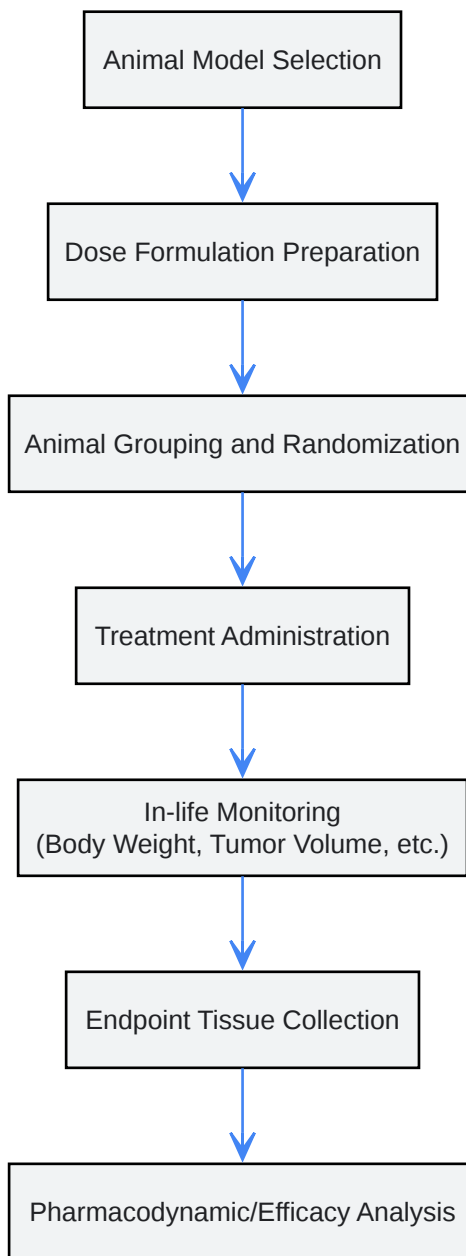 Animal Model Selection
Dose Formulation Preparation
Animal Grouping and Randomization
Treatment Administration
In-life Monitoring
(Body Weight, Tumor Volume, etc.)
Endpoint Tissue Collection
Pharmacodynamic/Efficacy Analysis